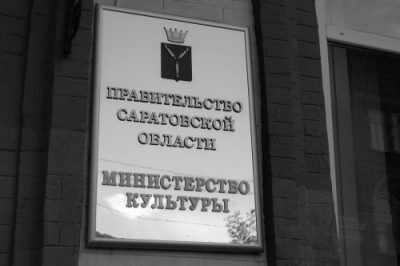 ПРАВИТЕЛЬСТВО
САРАТОВСКОЙ
ОБЛАСТИ
МИНИСТЕРСТВО
КУЛЬТУРЫ